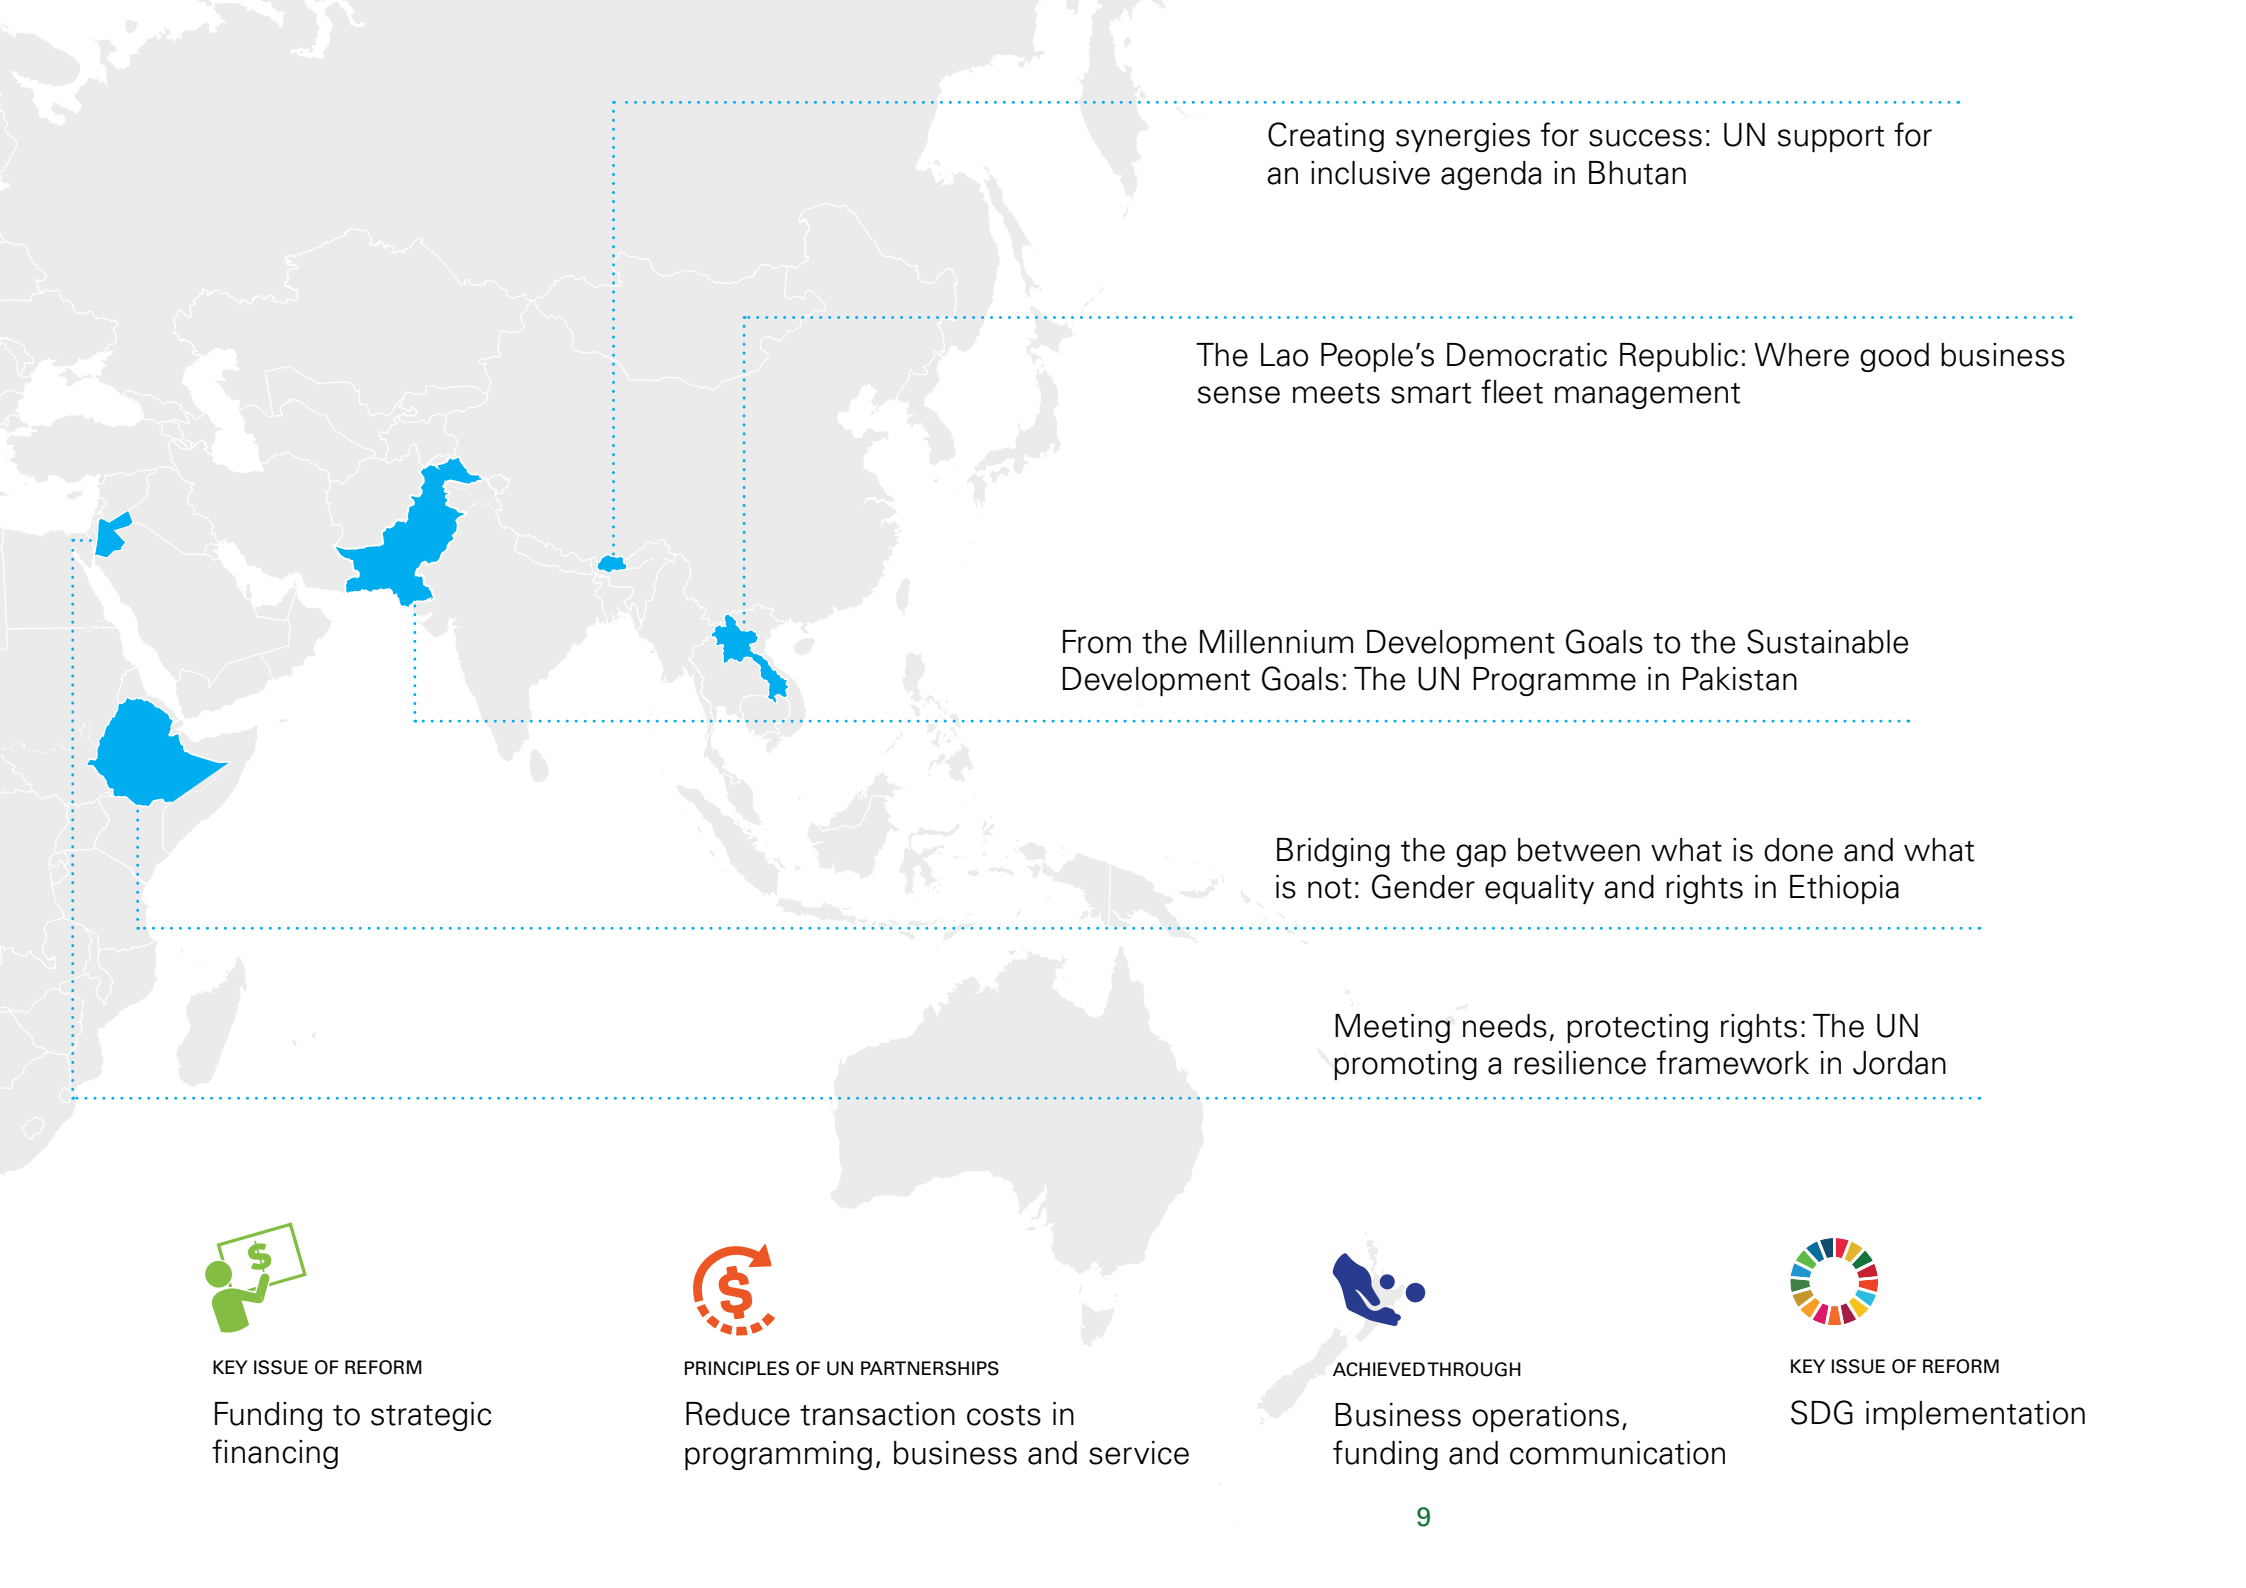 Creating synergies for success: UN support for
an inclusive agenda in Bhutan
The Lao People’s Democratic Republic: Where good business
sense meets smart fleet management
From the Millennium Development Goals to the Sustainable
Development Goals: The UN Programme in Pakistan
Bridging the gap between what is done and what
is not: Gender equality and rights in Ethiopia
Meeting needs, protecting rights: The UN
promoting a resilience framework in Jordan
$
KEY ISSUE OF REFORM
Funding to strategic
financing
$
PRINCIPLES OF UN PARTNERSHIPS
Reduce transaction costs in
programming, business and service
ACHIEVED THROUGH
Business operations,
funding and communication
KEY ISSUE OF REFORM
SDG implementation
9